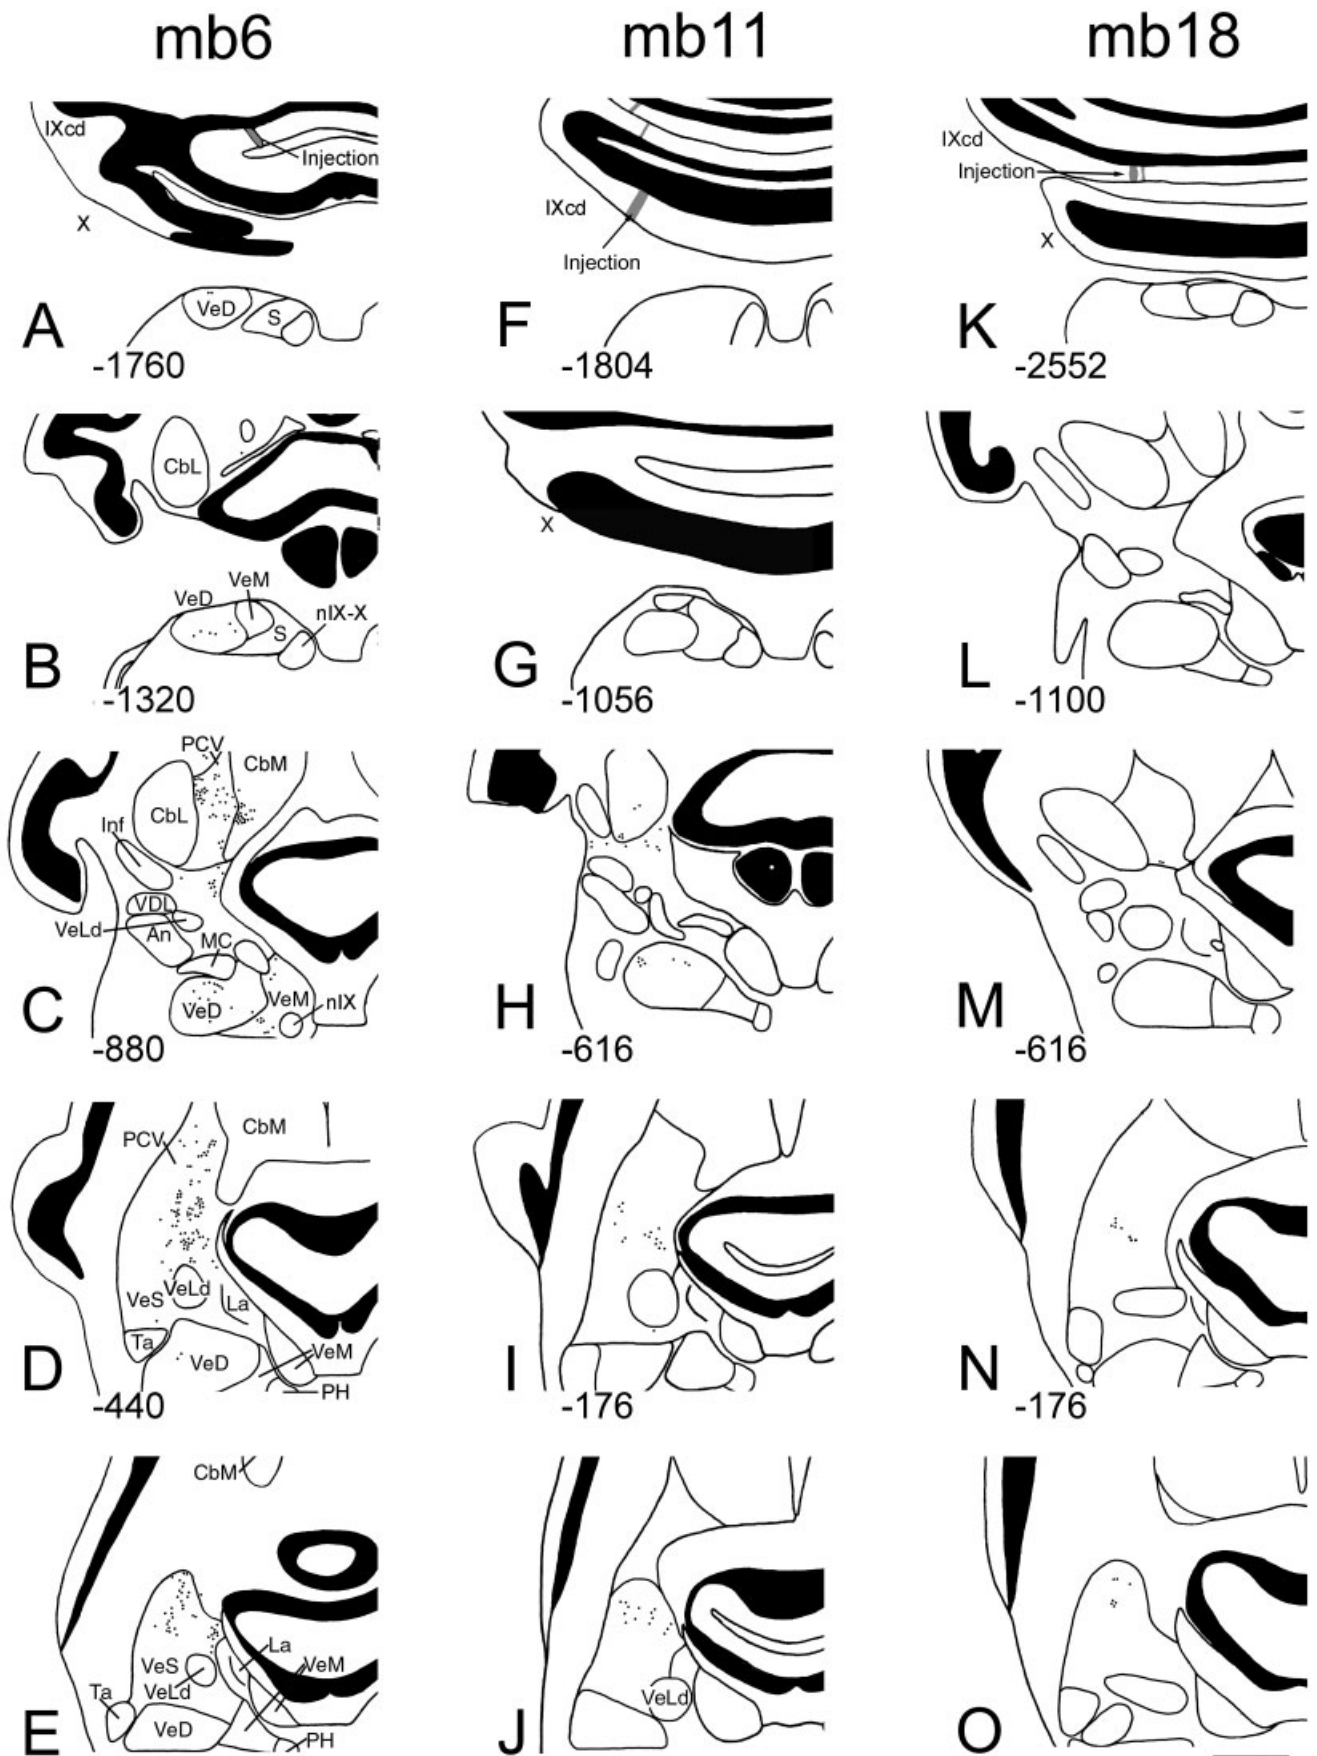 mb6 mb11 mb18
IXcd
Injection
X
VeD
S
A
-1760
IXcd
Injection
F
-1804
IXcd
Injection
X
K
-2552
CbL
VeM
VeD
nIX-X
S
B
-1320
X
G
-1056
L
-1100
PCV
CbM
CbL
Inf
VDL
VeLd
An
MC
VeD
VeM
nIX
C
-880
H
-616
M
-616
PCV
CbM
VeS
VeLd
La
Ta
VeD
VeM
PH
D
-440
I
-176
N
-176
CbM
La
VeS
VeM
VeLd
Ta
VeD
PH
E
VeLd
J
O